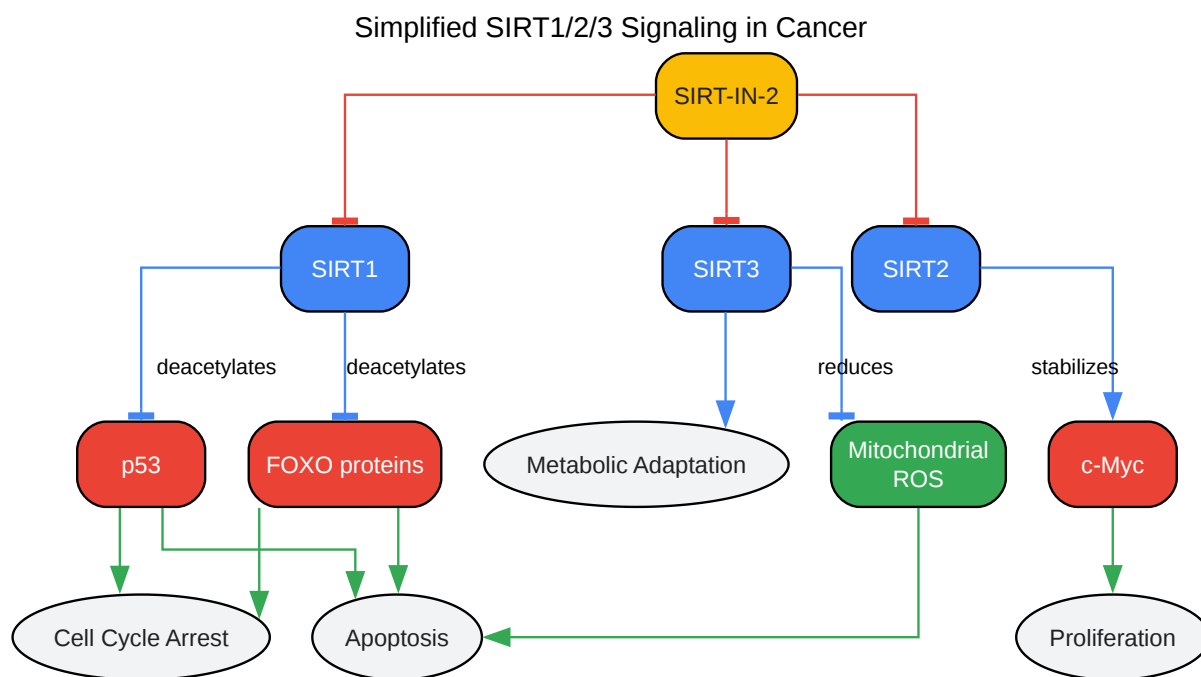 Simplified SIRT1/2/3 Signaling in Cancer
SIRT-IN-2
SIRT1
SIRT3
SIRT2
deacetylates
deacetylates
reduces
stabilizes
p53
FOXO proteins
Metabolic Adaptation
Mitochondrial
ROS
c-Myc
Cell Cycle Arrest
Apoptosis
Proliferation